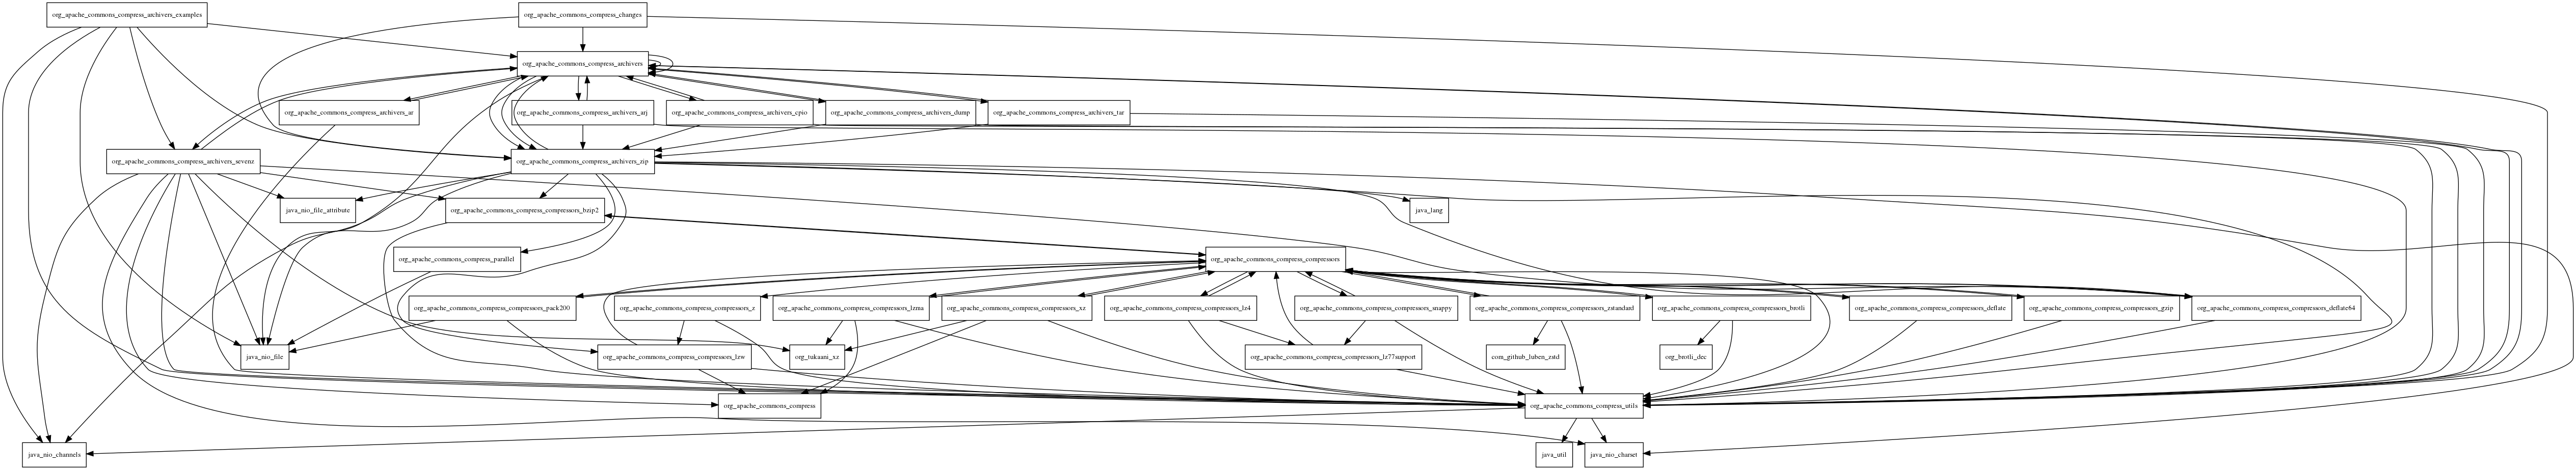 org_apache_commons_compress_archivers_examples
org_apache_commons_compress_changes
org_apache_commons_compress_archivers
org_apache_commons_compress_archivers_ar
org_apache_commons_compress_archivers_arj
org_apache_commons_compress_archivers_cpio
org_apache_commons_compress_archivers_dump
org_apache_commons_compress_archivers_tar
org_apache_commons_compress_archivers_sevenz
org_apache_commons_compress_archivers_zip
java_nio_file_attribute
org_apache_commons_compress_compressors_bzip2
java_lang
org_apache_commons_compress_parallel
org_apache_commons_compress_compressors
org_apache_commons_compress_compressors_pack200
org_apache_commons_compress_compressors_z
org_apache_commons_compress_compressors_lzma
org_apache_commons_compress_compressors_xz
org_apache_commons_compress_compressors_lz4
org_apache_commons_compress_compressors_snappy
org_apache_commons_compress_compressors_zstandard
org_apache_commons_compress_compressors_brotli
org_apache_commons_compress_compressors_deflate
org_apache_commons_compress_compressors_gzip
org_apache_commons_compress_compressors_deflate64
java_nio_file
org_apache_commons_compress_compressors_lzw
org_tukaani_xz
org_apache_commons_compress_compressors_lz77support
com_github_luben_zstd
org_brotli_dec
org_apache_commons_compress
org_apache_commons_compress_utils
java_nio_channels
java_util
java_nio_charset